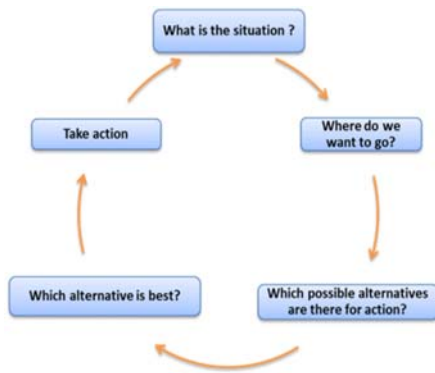 What is the situation ?
Where do we
want to go?
Which possible alternatives
are there for action?
Which alternative is best?
Take action